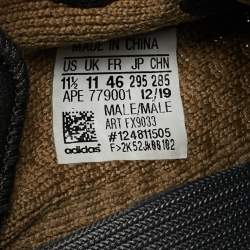 MADE IN CHINA
US UK FR JP CHN
11½ 11 46 295 285
APE 779001 12/19
MALE/MALE
ART FX9033
#124811505
adidas F>2K52Jk88182